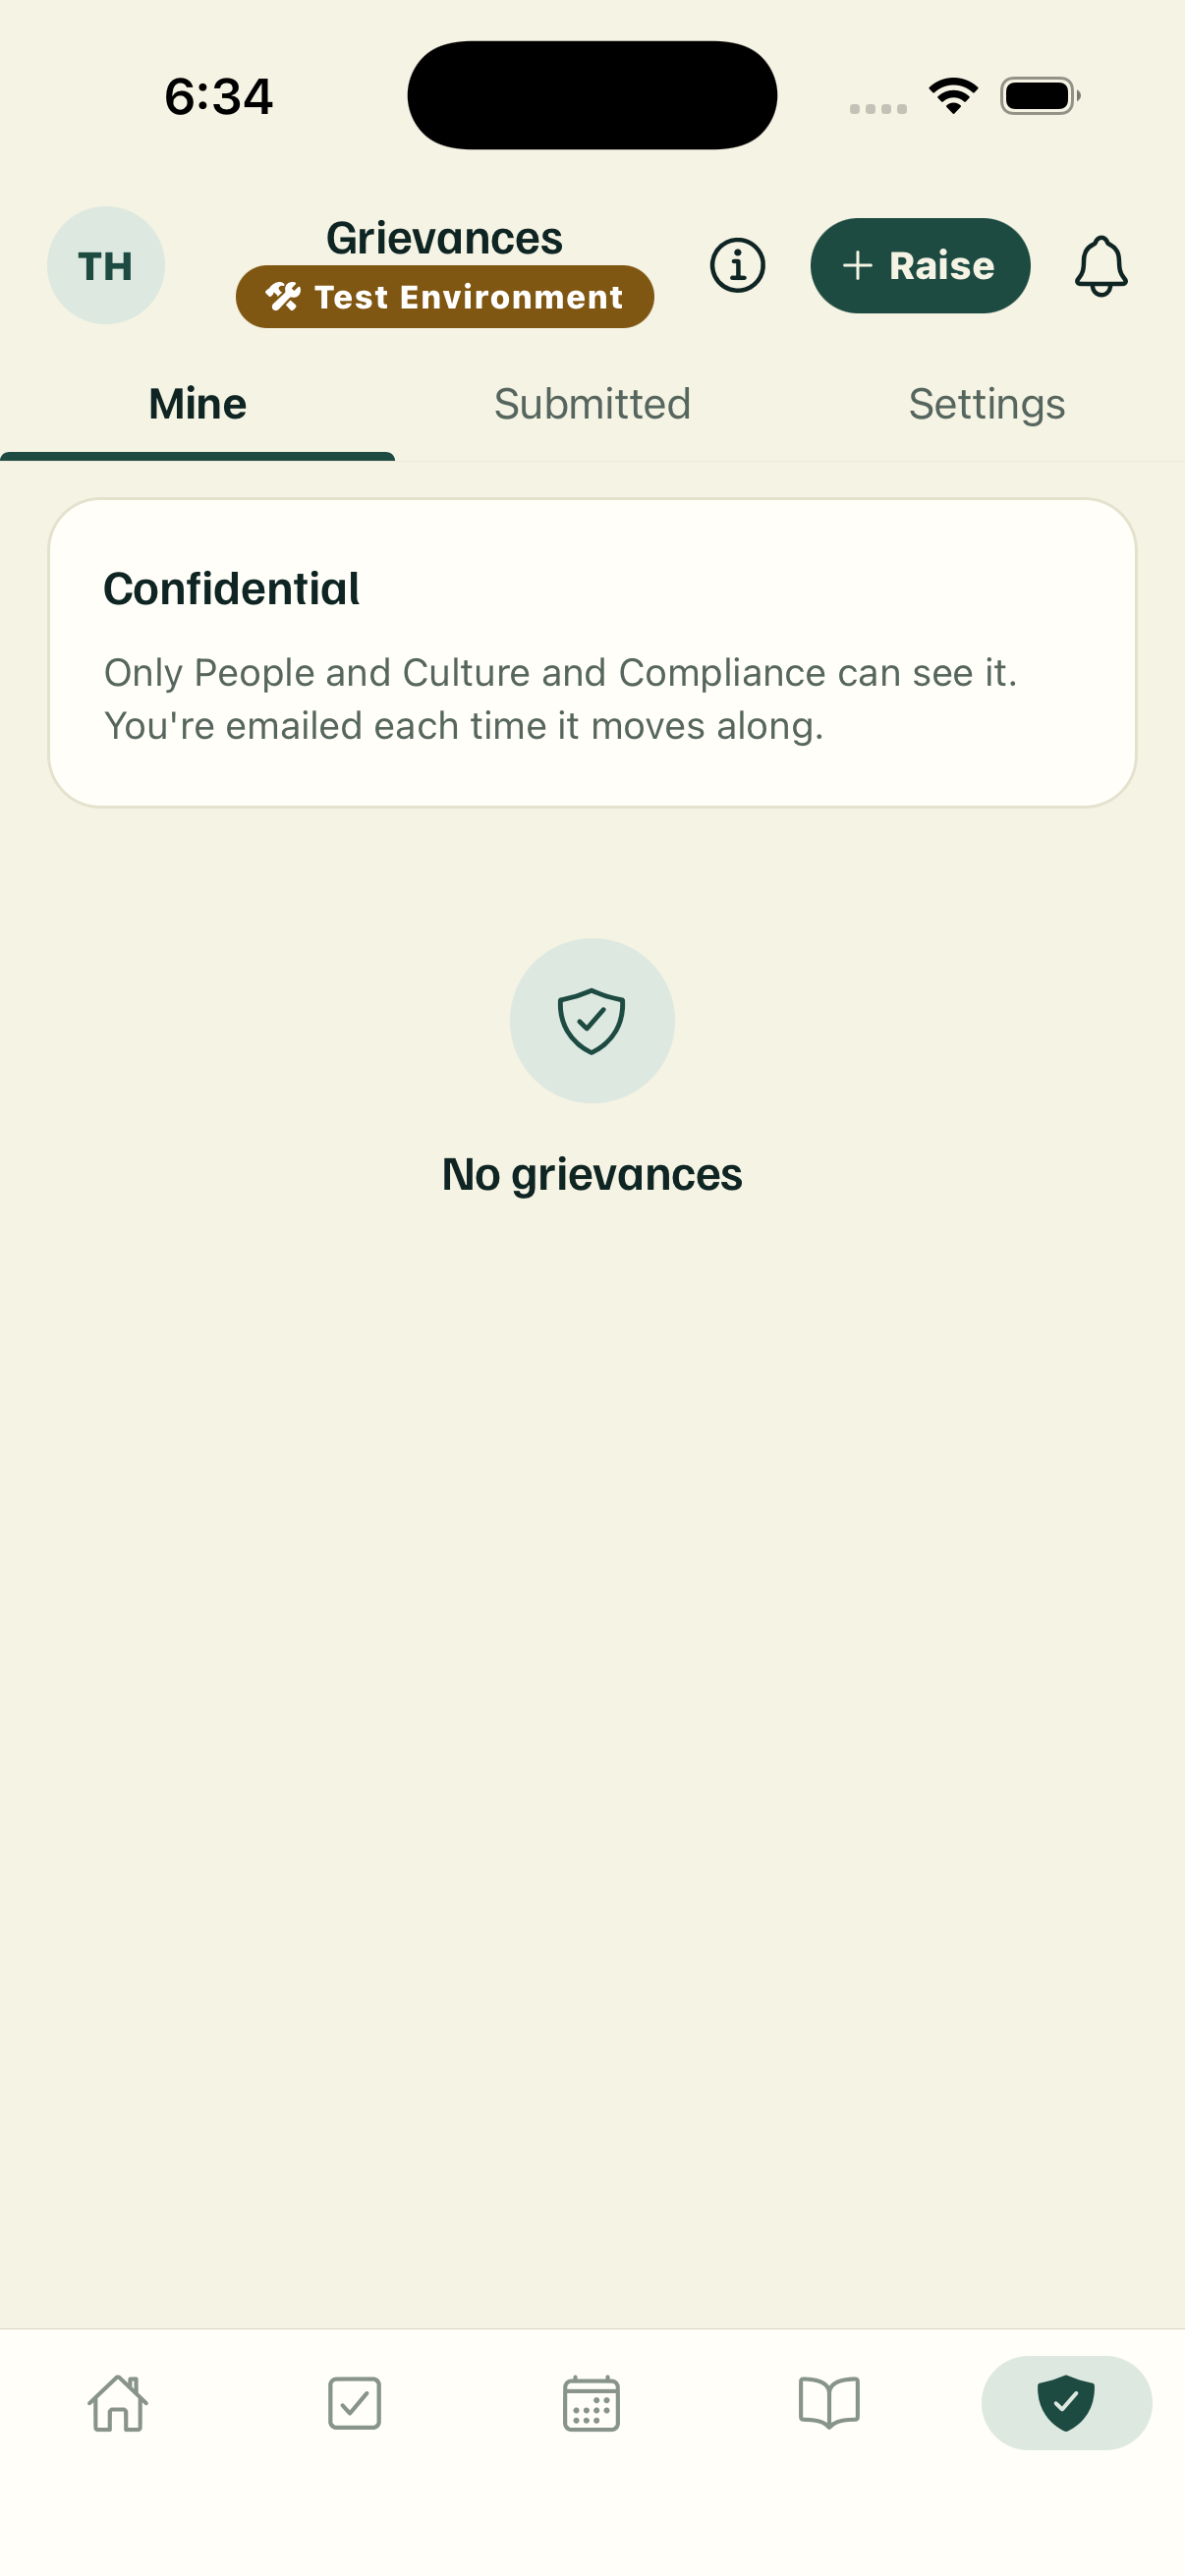 6:34
TH
Grievances
Test Environment
Raise
Mine
Submitted
Settings
Confidential
Only People and Culture and Compliance can see it.
You're emailed each time it moves along.
No grievances